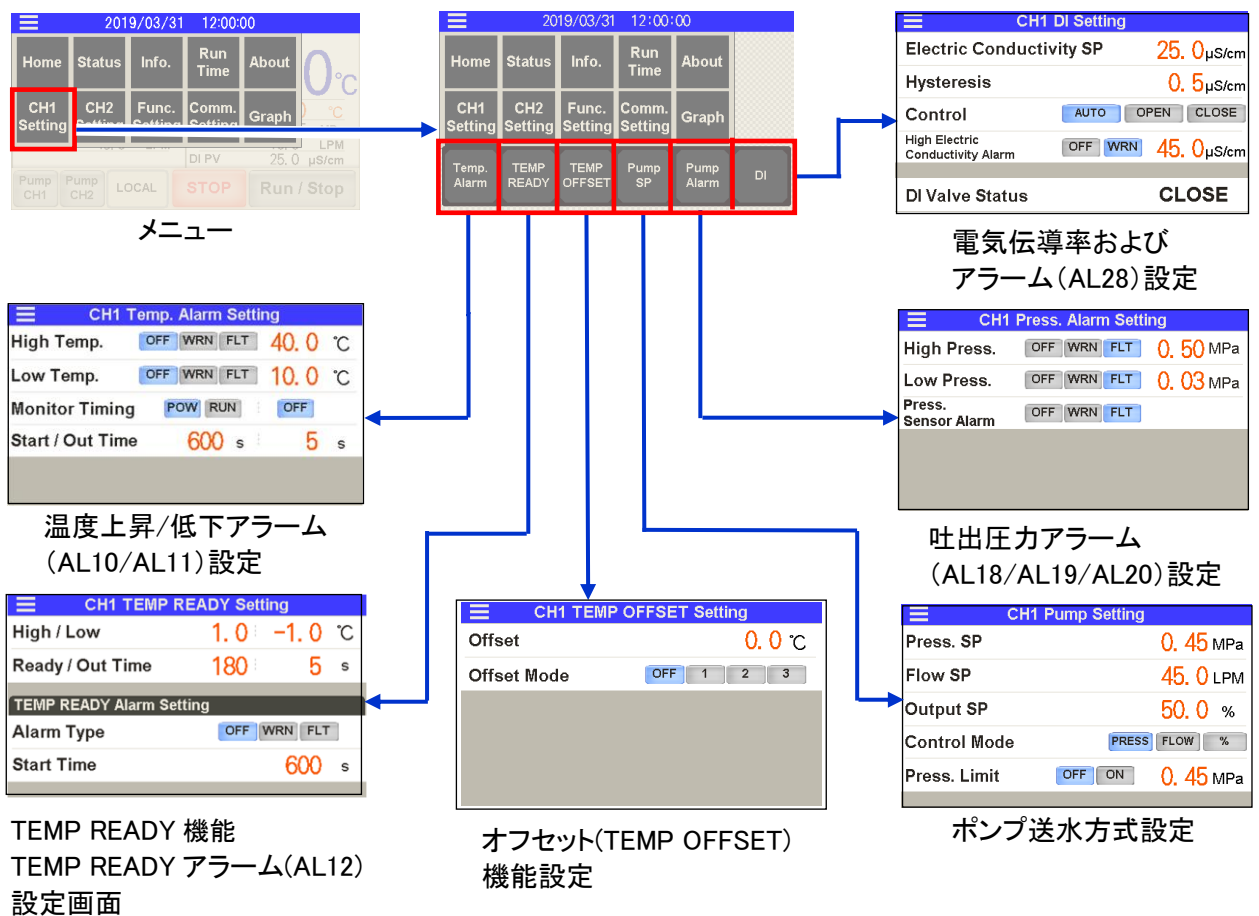 2019/03/31 12:00:00
Home Status Info. Run Time About
CH1 Setting CH2 Func. Comm. Graph
0 ℃
℃
LPM
DI PV 25.0 μS/cm
Pump CH1 Pump CH2 LOCAL STOP Run / Stop
メニュー
2019/03/31 12:00:00
Home Status Info. Run Time About
CH1 Setting CH2 Setting Func. Setting Comm. Setting Graph
Temp. Alarm TEMP READY TEMP OFFSET Pump SP Pump Alarm DI
CH1 DI Setting
Electric Conductivity SP 25.0 μS/cm
Hysteresis 0.5 μS/cm
Control AUTO OPEN CLOSE
High Electric
Conductivity Alarm OFF WRN 45.0 μS/cm
DI Valve Status CLOSE
電気伝導率および
アラーム(AL28)設定
CH1 Temp. Alarm Setting
High Temp. OFF WRN FLT 40.0 ℃
Low Temp. OFF WRN FLT 10.0 ℃
Monitor Timing POW RUN OFF
Start / Out Time 600 s 5 s
温度上昇/低下アラーム
(AL10/AL11)設定
CH1 Press. Alarm Setting
High Press. OFF WRN FLT 0.50 MPa
Low Press. OFF WRN FLT 0.03 MPa
Press.
Sensor Alarm OFF WRN FLT
吐出圧力アラーム
(AL18/AL19/AL20)設定
CH1 TEMP READY Setting
High / Low 1.0 -1.0 ℃
Ready / Out Time 180 5 s
TEMP READY Alarm Setting
Alarm Type OFF WRN FLT
Start Time 600 s
TEMP READY 機能
TEMP READY アラーム(AL12)
設定画面
CH1 TEMP OFFSET Setting
Offset 0.0 ℃
Offset Mode OFF 1 2 3
オフセット(TEMP OFFSET)
機能設定
CH1 Pump Setting
Press. SP 0.45 MPa
Flow SP 45.0 LPM
Output SP 50.0 %
Control Mode PRESS FLOW %
Press. Limit OFF ON 0.45 MPa
ポンプ送水方式設定